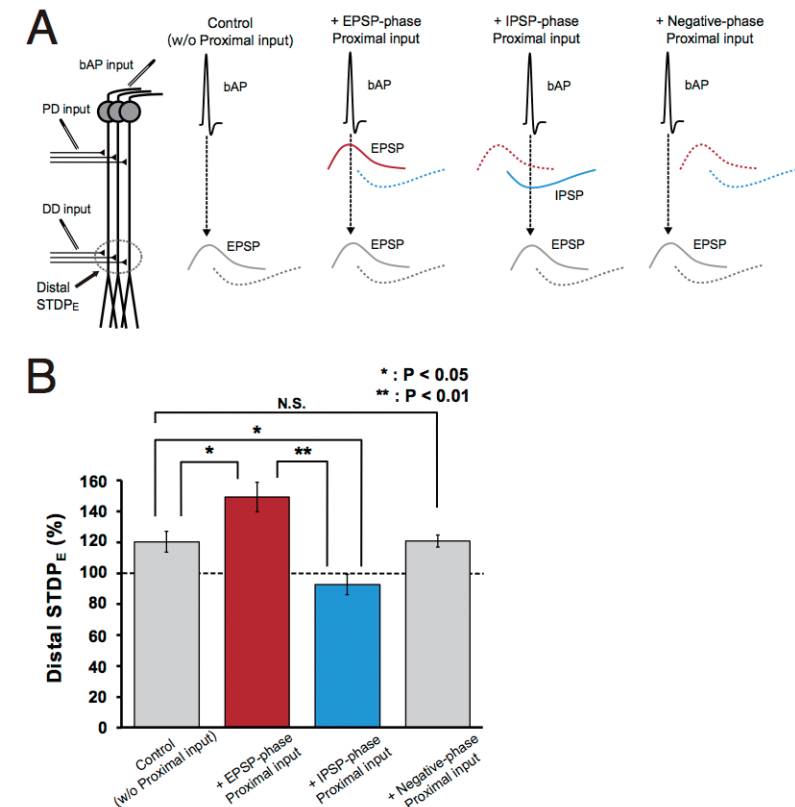 A
Control
(w/o Proximal input)
+ EPSP-phase
Proximal input
+ IPSP-phase
Proximal input
+ Negative-phase
Proximal input
bAP input
PD input
DD input
Distal
STDPE
bAP
EPSP
bAP
EPSP
EPSP
bAP
IPSP
EPSP
bAP
EPSP
B
* : P < 0.05
** : P < 0.01
N.S.
*
*
**
Distal STDPE (%)
160
140
120
100
80
60
40
20
0
Control
(w/o Proximal input)
+ EPSP-phase
Proximal input
+ IPSP-phase
Proximal input
+ Negative-phase
Proximal input